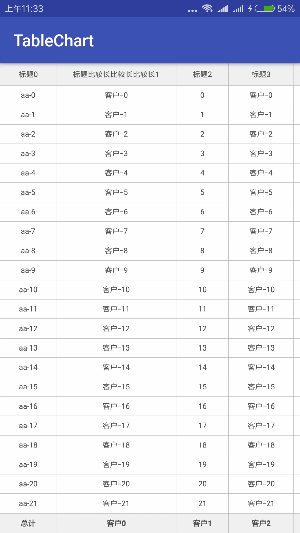 上午11:33 ... 54%
TableChart
标题0 标题比较长比较长比较长1 标题2 标题3
aa-0 客户-0 0 客户-0
aa-1 客户-1 1 客户-1
aa-2 客户-2 2 客户-2
aa-3 客户-3 3 客户-3
aa-4 客户-4 4 客户-4
aa-5 客户-5 5 客户-5
aa-6 客户-6 6 客户-6
aa-7 客户-7 7 客户-7
aa-8 客户-8 8 客户-8
aa-9 客户-9 9 客户-9
aa-10 客户-10 10 客户-10
aa-11 客户-11 11 客户-11
aa-12 客户-12 12 客户-12
aa-13 客户-13 13 客户-13
aa-14 客户-14 14 客户-14
aa-15 客户-15 15 客户-15
aa-16 客户-16 16 客户-16
aa-17 客户-17 17 客户-17
aa-18 客户-18 18 客户-18
aa-19 客户-19 19 客户-19
aa-20 客户-20 20 客户-20
aa-21 客户-21 21 客户-21
总计 客户0 客户1 客户2